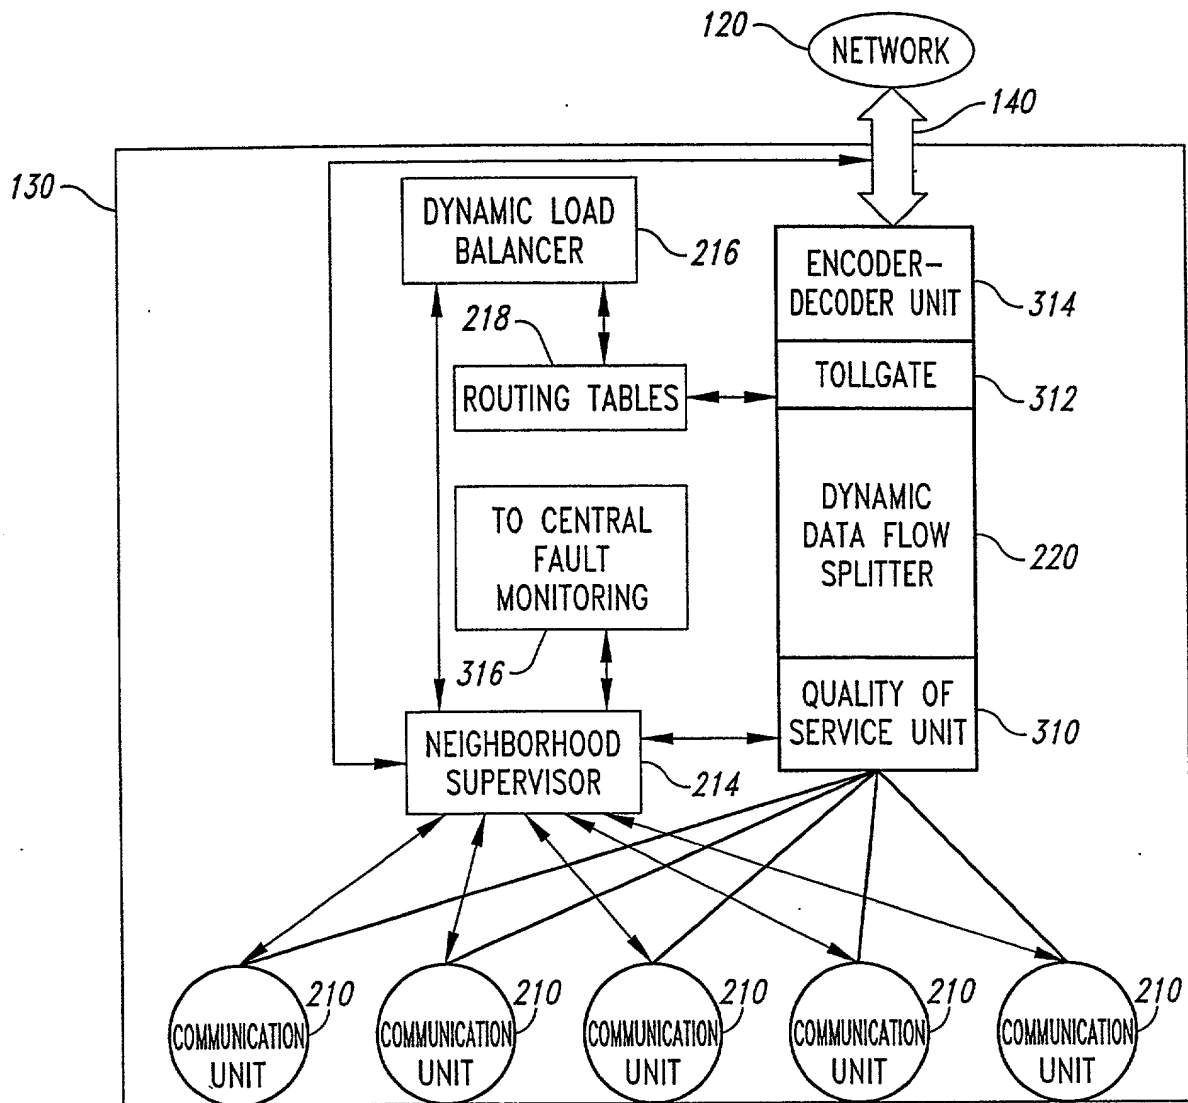 120
NETWORK
140
130
DYNAMIC LOAD
BALANCER
216
ENCODER-
DECODER UNIT
314
218
ROUTING TABLES
TOLLGATE
312
TO CENTRAL
FAULT
MONITORING
316
DYNAMIC
DATA FLOW
SPLITTER
220
QUALITY OF
SERVICE UNIT
310
NEIGHBORHOOD
SUPERVISOR
214
210
COMMUNICATION
UNIT
210
COMMUNICATION
UNIT
210
COMMUNICATION
UNIT
210
COMMUNICATION
UNIT
210
COMMUNICATION
UNIT